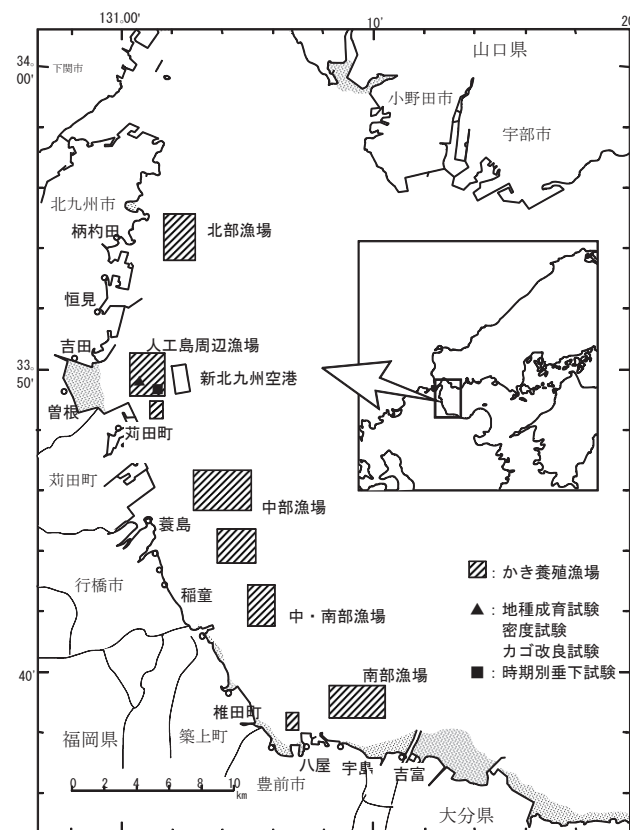 131°00'
10'
20
34°
00'
山口県
下関市
小野田市
宇部市
北九州市
柄杓田
北部漁場
恒見
吉田
人工島周辺漁場
33°
50'
新北九州空港
曽根
苅田町
苅田町
中部漁場
蓑島
行橋市
稲童
中・南部漁場
:かき養殖漁場
▲:地種成育試験
密度試験
カゴ改良試験
■:時期別垂下試験
40'
南部漁場
椎田町
福岡県
築上町
八屋
宇島
吉富
豊前市
大分県
0 2 4 6 8 10
km